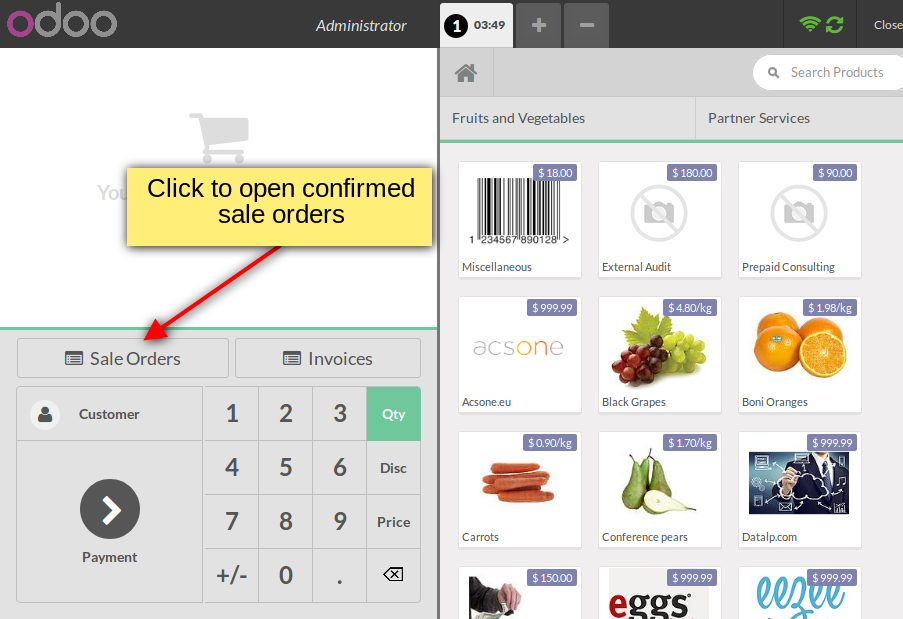 odoo
Administrator
1 03:49
+
−
Close
Search Products
Fruits and Vegetables
Partner Services
You
Click to open confirmed
sale orders
$ 18.00
1 234567 890128 >
Miscellaneous
$ 180.00
External Audit
$ 90.00
Prepaid Consulting
$ 999.99
acsone
Acsone.eu
$ 4.80/kg
Black Grapes
$ 1.98/kg
Boni Oranges
Sale Orders
Invoices
Customer
1 2 3 Qty
4 5 6 Disc
7 8 9 Price
+/- 0 .
Payment
$ 0.90/kg
Carrots
$ 1.70/kg
Conference pears
$ 999.99
Datalp.com
$ 150.00
$ 999.99
eggs
$ 999.99
eezee